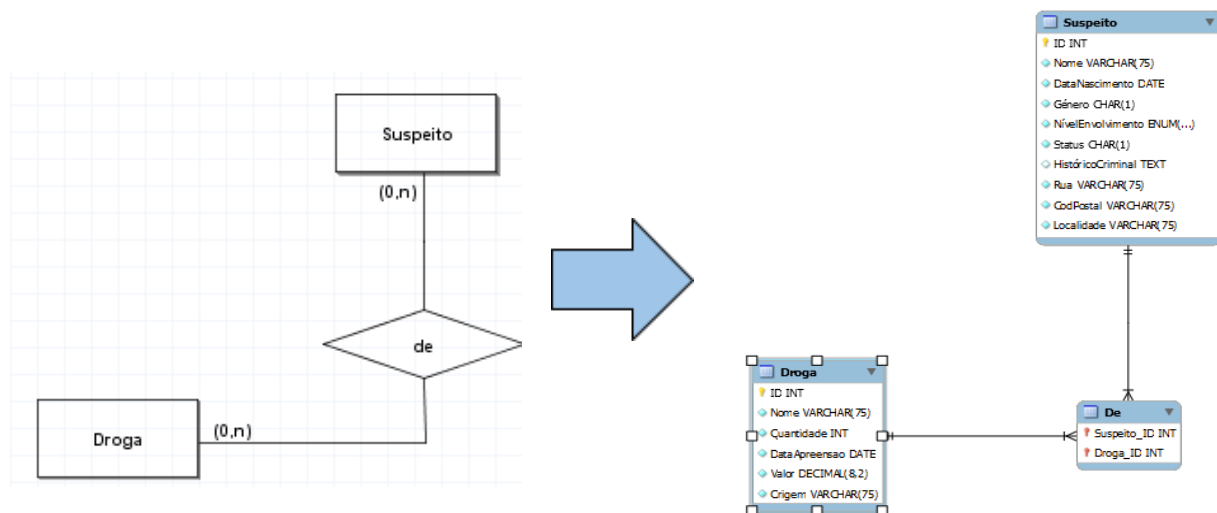 Suspeito
(0,n)
de
Droga
(0,n)
Suspeito
ID INT
Nome VARCHAR(75)
DataNascimento DATE
Género CHAR(1)
NívelEnvolvimento ENUM(...)
Status CHAR(1)
HistóricoCriminal TEXT
Rua VARCHAR(75)
CodPostal VARCHAR(75)
Localidade VARCHAR(75)
Droga
ID INT
Nome VARCHAR(75)
Quantidade INT
DataApreensao DATE
Valor DECIMAL(8,2)
Origem VARCHAR(75)
De
Suspeito_ID INT
Droga_ID INT